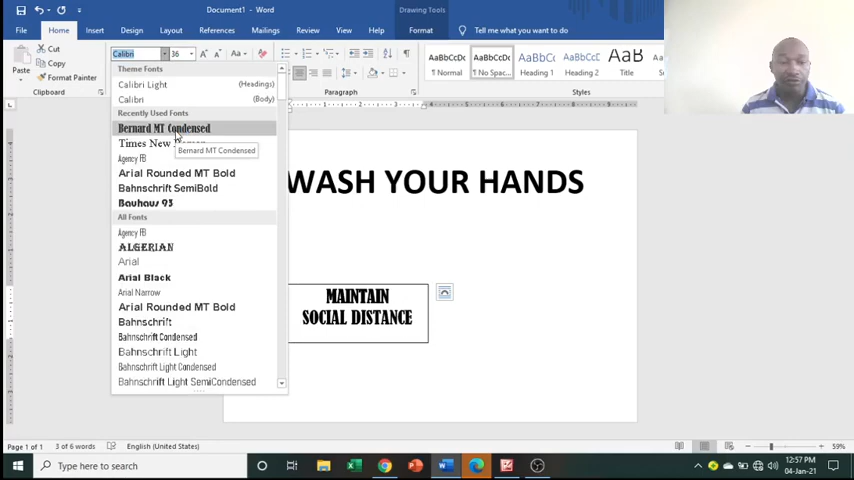 Document1 - Word
Drawing Tools
File
Home
Insert
Design
Layout
References
Mailings
Review
View
Format
Tell me what you want to do
Paste
Cut
Copy
Format Painter
Clipboard
Calibri
36
Aa
Paragraph
AaBbCcDc
¶ Normal
AaBbCcDc
¶ No Spac...
AaBbCc
Heading 1
AaBbCcD
Heading 2
AaB
Title
Styles
Theme Fonts
Calibri Light (Headings)
Calibri (Body)
Recently Used Fonts
Bernard MT Condensed
Times New Roman
Bernard MT Condensed
Agency FB
Arial Rounded MT Bold
Bahnschrift SemiBold
Bauhaus 93
All Fonts
Agency FB
ALGERIAN
Arial
Arial Black
Arial Narrow
Arial Rounded MT Bold
Bahnschrift
Bahnschrift Condensed
Bahnschrift Light
Bahnschrift Light Condensed
Bahnschrift Light SemiCondensed
WASH YOUR HANDS
MAINTAIN
SOCIAL DISTANCE
Page 1 of 1
3 of 6 words
English (United States)
59%
Type here to search
12:57 PM
04-Jan-21